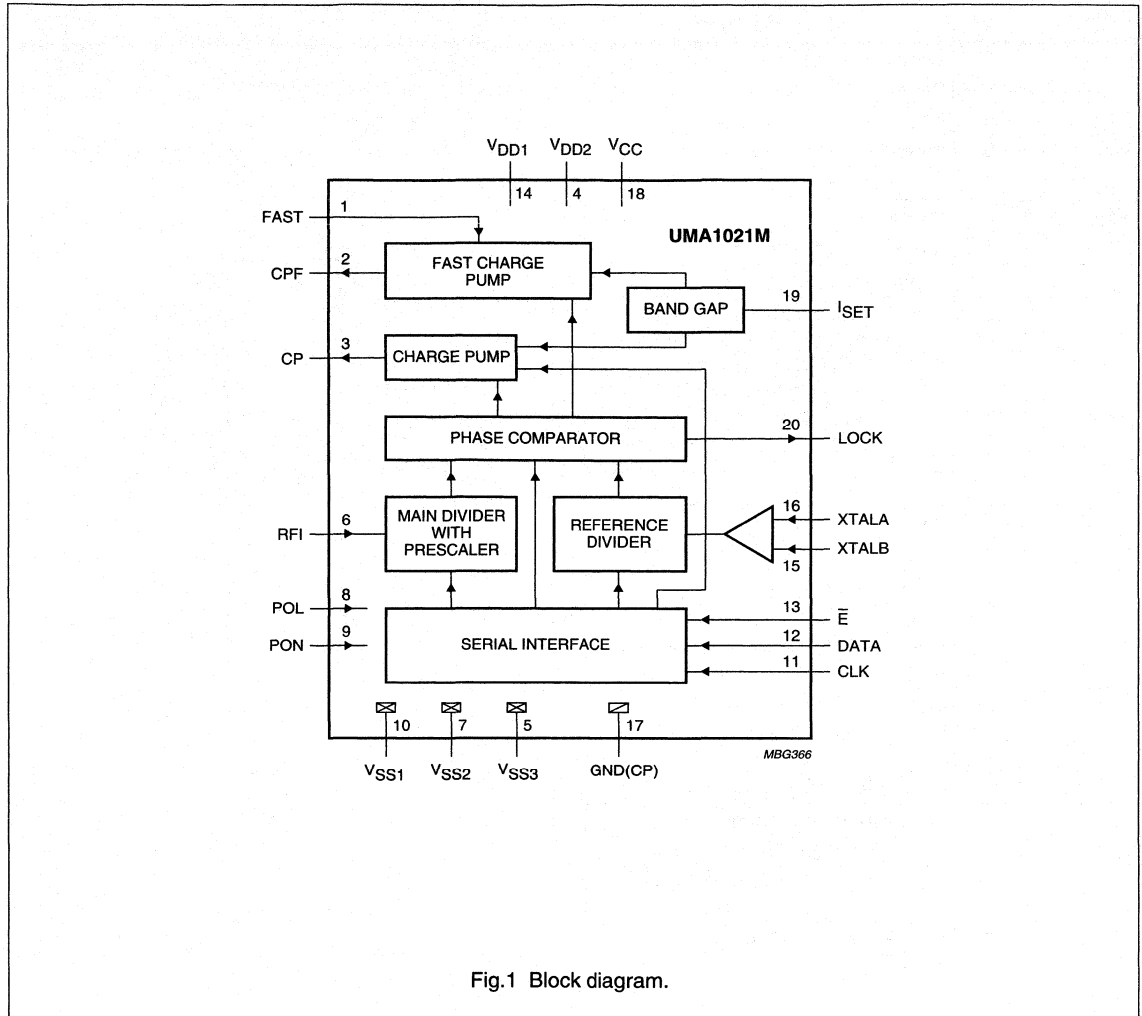 VDD1 VDD2 VCC
14 4 18
FAST 1
UMA1021M
CPF 2
FAST CHARGE
PUMP
BAND GAP
19 ISET
CP 3
CHARGE PUMP
PHASE COMPARATOR
20 LOCK
RFI 6
MAIN DIVIDER
WITH
PRESCALER
REFERENCE
DIVIDER
16 XTALA
XTALB
15
POL 8
PON 9
SERIAL INTERFACE
13 E̅
12 DATA
11 CLK
10 7 5 17
VSS1 VSS2 VSS3 GND(CP)
MBG366
Fig.1 Block diagram.